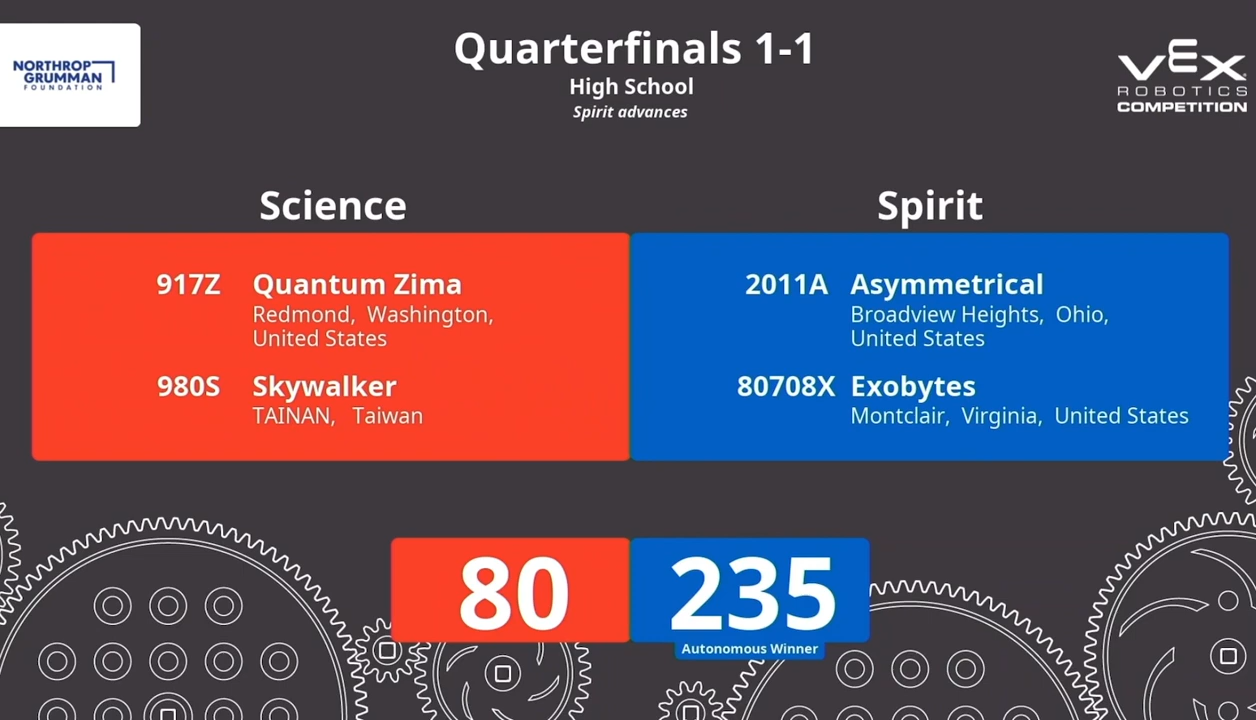 NORTHROP
GRUMMAN
FOUNDATION
Quarterfinals 1-1
High School
Spirit advances
VEX
ROBOTICS
COMPETITION
Science
917Z Quantum Zima
Redmond, Washington,
United States
980S Skywalker
TAINAN, Taiwan
Spirit
2011A Asymmetrical
Broadview Heights, Ohio,
United States
80708X Exobytes
Montclair, Virginia, United States
80
235
Autonomous Winner